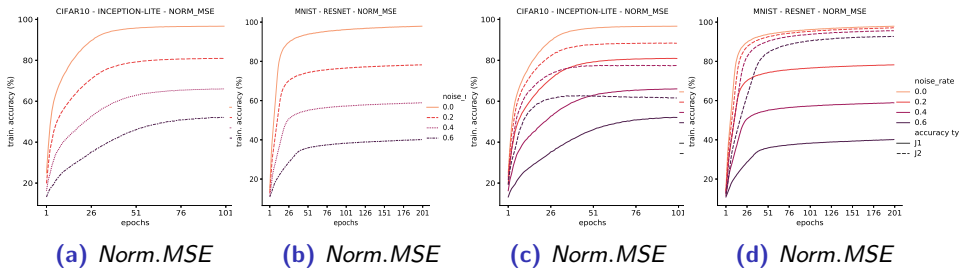 CIFAR10 - INCEPTION-LITE - NORM_MSE
train. accuracy (%)
100
80
60
40
20
1 26 51 76 101
epochs
MNIST - RESNET - NORM_MSE
train. accuracy (%)
100
80
60
40
20
1 26 51 76 101 126 151 176 201
epochs
noise_r
0.0
0.2
0.4
0.6
CIFAR10 - INCEPTION-LITE - NORM_MSE
train. accuracy (%)
100
80
60
40
20
1 26 51 76 101
epochs
MNIST - RESNET - NORM_MSE
train. accuracy (%)
100
80
60
40
20
1 26 51 76 101 126 151 176 201
epochs
noise_rate
0.0
0.2
0.4
0.6
accuracy ty
J1
J2
(a) Norm.MSE (b) Norm.MSE (c) Norm.MSE (d) Norm.MSE